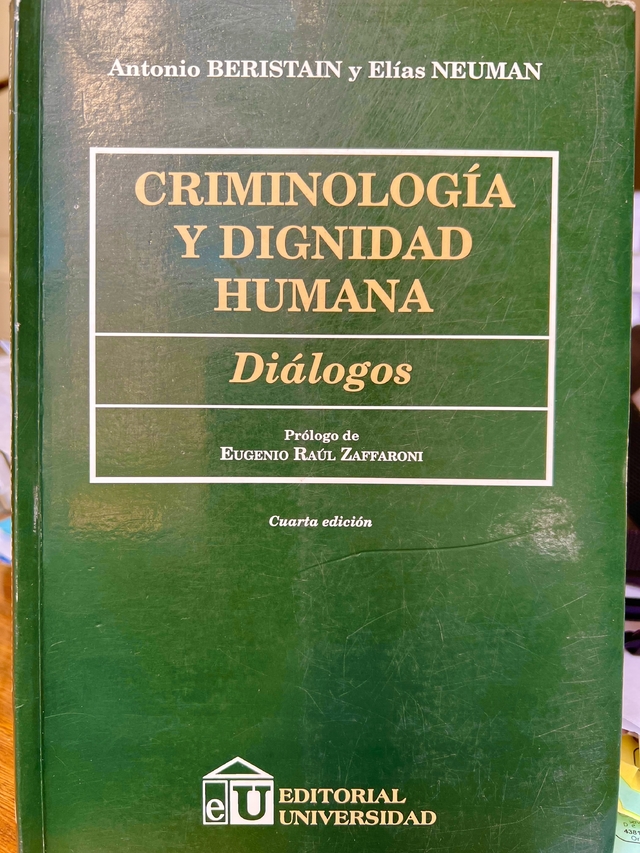 Antonio BERISTAIN y Elías NEUMAN
CRIMINOLOGÍA
Y DIGNIDAD
HUMANA
Diálogos
Prólogo de
EUGENIO RAÚL ZAFFARONI
Cuarta edición
eU EDITORIAL
UNIVERSIDAD